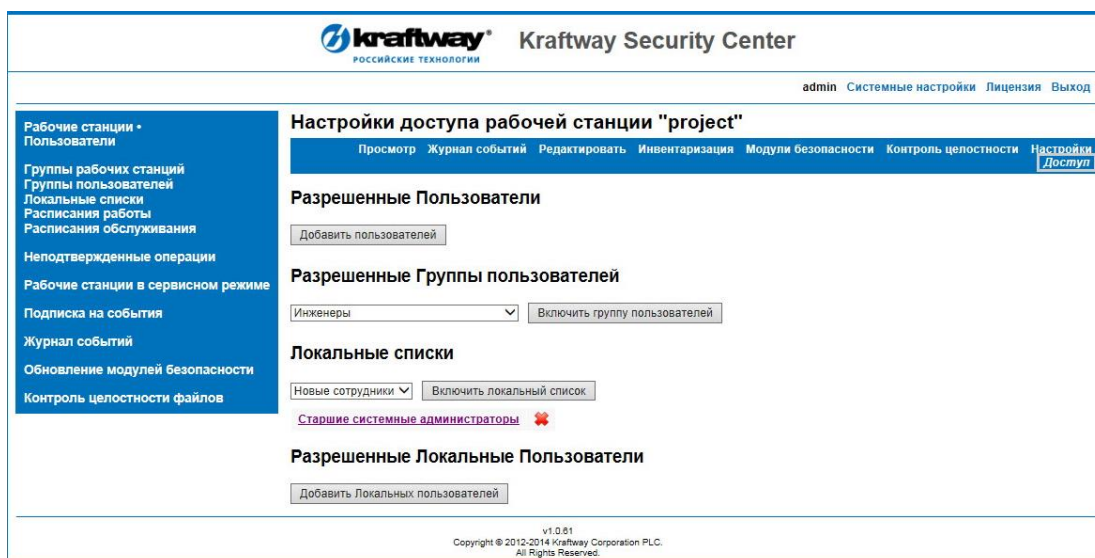 kraftway® Kraftway Security Center
РОССИЙСКИЕ ТЕХНОЛОГИИ
admin Системные настройки Лицензия Выход
Рабочие станции •
Пользователи
Группы рабочих станций
Группы пользователей
Локальные списки
Расписания работы
Расписания обслуживания
Неподтвержденные операции
Рабочие станции в сервисном режиме
Подписка на события
Журнал событий
Обновление модулей безопасности
Контроль целостности файлов
Настройки доступа рабочей станции "project"
Просмотр Журнал событий Редактировать Инвентаризация Модули безопасности Контроль целостности Настройки
Доступ
Разрешенные Пользователи
Добавить пользователей
Разрешенные Группы пользователей
Инженеры Включить группу пользователей
Локальные списки
Новые сотрудники Включить локальный список
Старшие системные администраторы
Разрешенные Локальные Пользователи
Добавить Локальных пользователей
v1.0.61
Copyright © 2012-2014 Kraftway Corporation PLC.
All Rights Reserved.